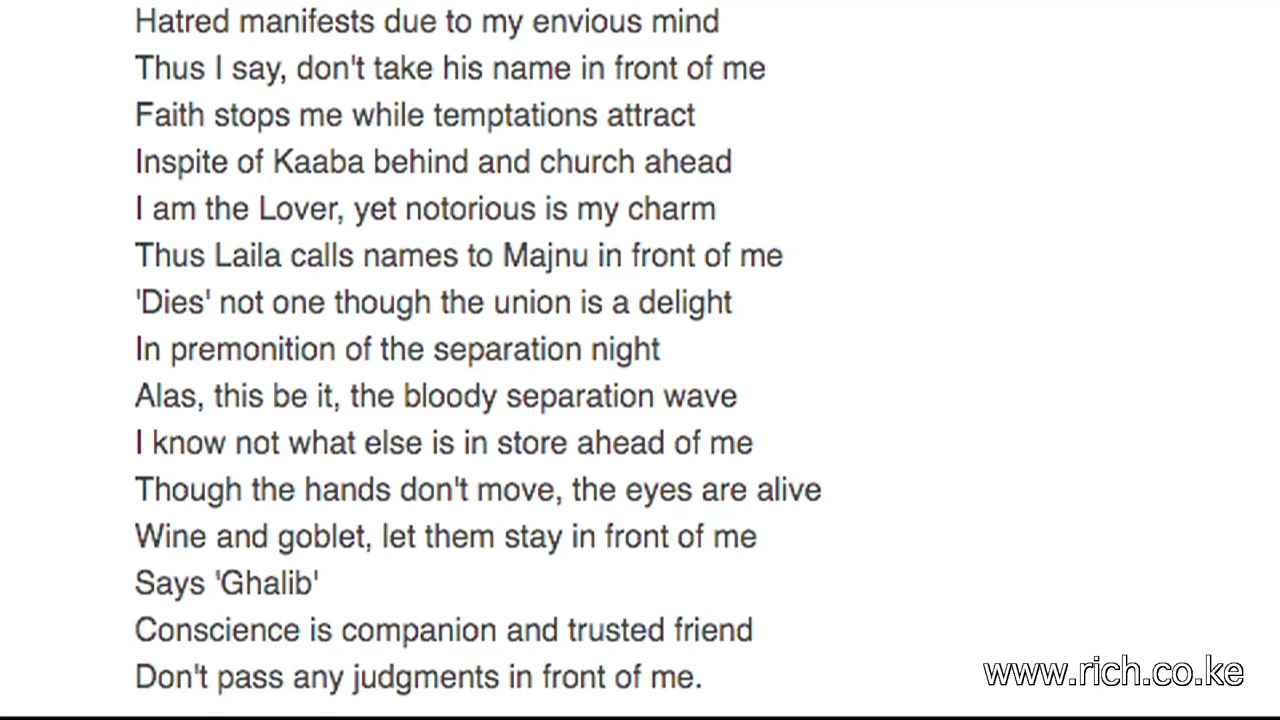 Hatred manifests due to my envious mind
Thus I say, don't take his name in front of me
Faith stops me while temptations attract
Inspite of Kaaba behind and church ahead
I am the Lover, yet notorious is my charm
Thus Laila calls names to Majnu in front of me
'Dies' not one though the union is a delight
In premonition of the separation night
Alas, this be it, the bloody separation wave
I know not what else is in store ahead of me
Though the hands don't move, the eyes are alive
Wine and goblet, let them stay in front of me
Says 'Ghalib'
Conscience is companion and trusted friend
Don't pass any judgments in front of me.
www.rich.co.ke